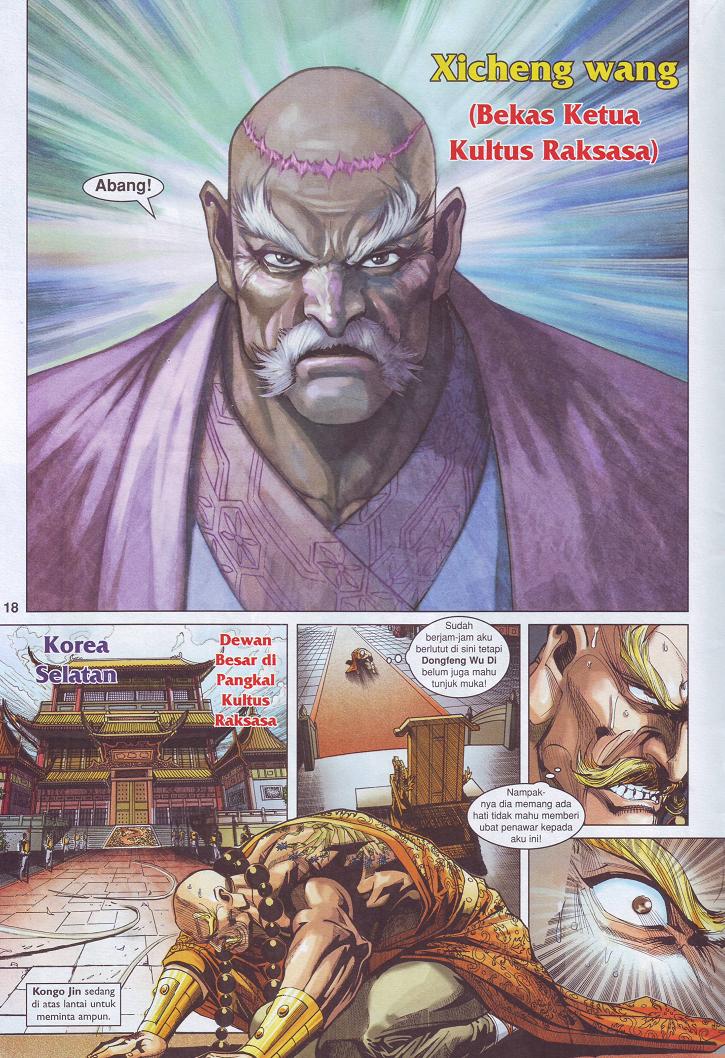 Xicheng wang
(Bekas Ketua
Kultus Raksasa)
Abang!
18
Korea
Selatan
Dewan
Besar di
Pangkal
Kultus
Raksasa
Sudah
berjam-jam aku
berlutut di sini tetapi
Dongfeng Wu Di
belum juga mahu
tunjuk muka!
Nampak-
nya dia memang ada
hati tidak mahu memberi
ubat penawar kepada
aku ini!
Kongo Jin sedang
di atas lantai untuk
meminta ampun.